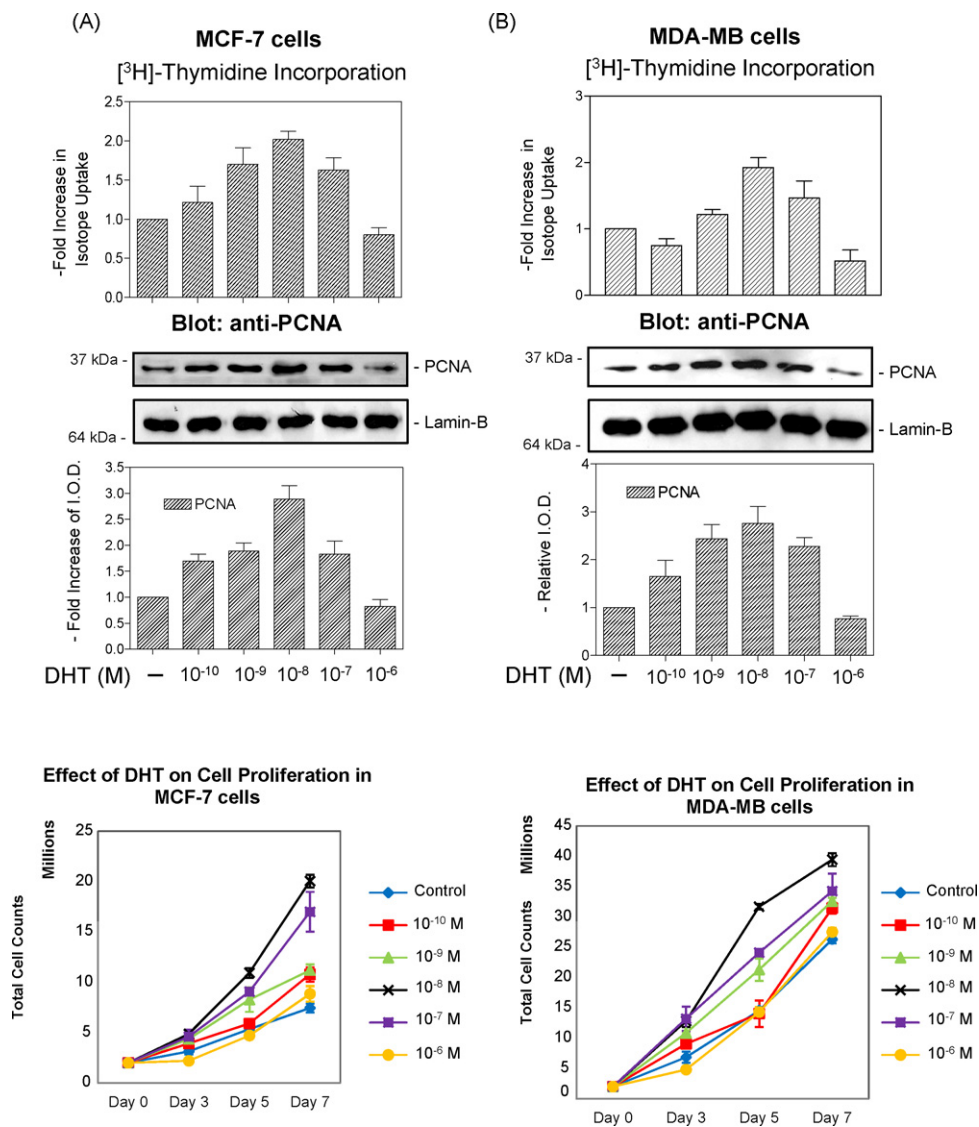 (A)
MCF-7 cells
[³H]-Thymidine Incorporation
-Fold Increase in
Isotope Uptake
2.5
2.0
1.5
1.0
0.5
0.0
Blot: anti-PCNA
37 kDa -
- PCNA
- Lamin-B
64 kDa -
- Fold Increase of I.O.D.
3.5
3.0
2.5
2.0
1.5
1.0
0.5
0.0
PCNA
DHT (M) – 10⁻¹⁰ 10⁻⁹ 10⁻⁸ 10⁻⁷ 10⁻⁶
(B)
MDA-MB cells
[³H]-Thymidine Incorporation
-Fold Increase in
Isotope Uptake
3
2
1
0
Blot: anti-PCNA
37 kDa -
- PCNA
- Lamin-B
64 kDa -
- Relative I.O.D.
4
3
2
1
0
PCNA
DHT (M) – 10⁻¹⁰ 10⁻⁹ 10⁻⁸ 10⁻⁷ 10⁻⁶
Effect of DHT on Cell Proliferation in
MCF-7 cells
Total Cell Counts
Millions
25
20
15
10
5
0
Day 0 Day 3 Day 5 Day 7
Control
10⁻¹⁰ M
10⁻⁹ M
10⁻⁸ M
10⁻⁷ M
10⁻⁶ M
Effect of DHT on Cell Proliferation in
MDA-MB cells
Total Cell Counts
Millions
45
40
35
30
25
20
15
10
5
0
Day 0 Day 3 Day 5 Day 7
Control
10⁻¹⁰ M
10⁻⁹ M
10⁻⁸ M
10⁻⁷ M
10⁻⁶ M